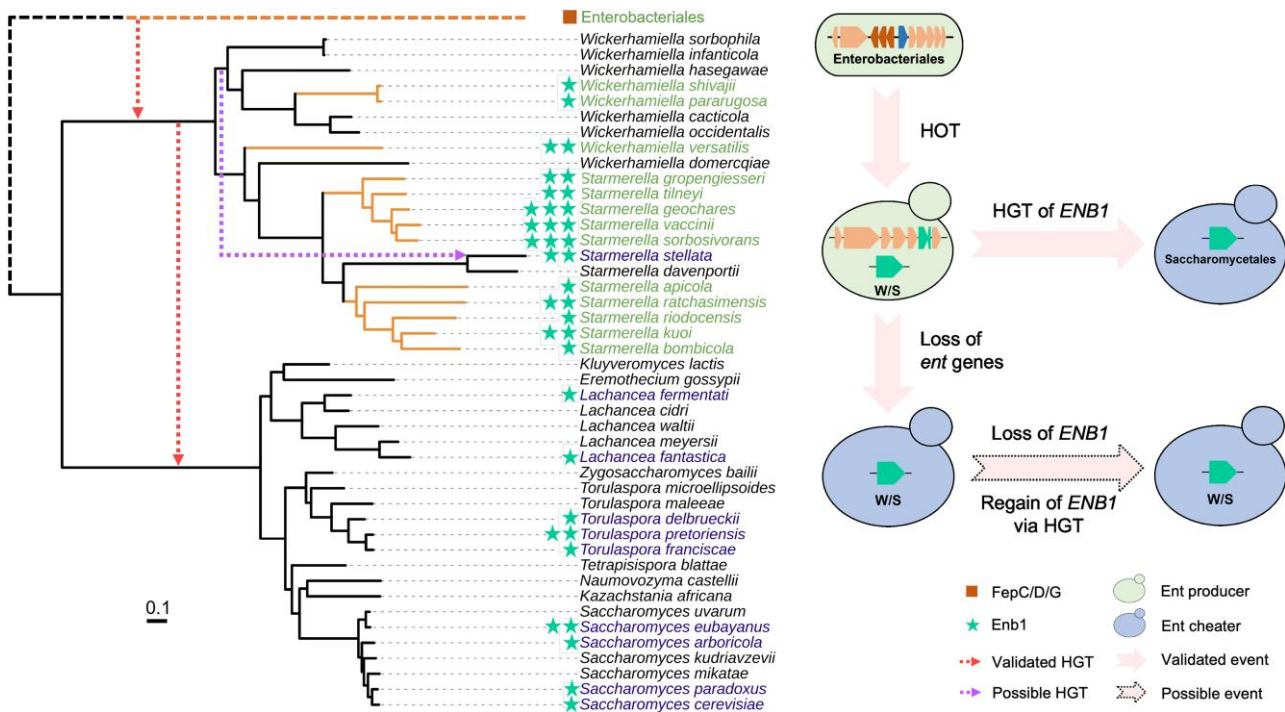 Enterobacteriales
Wickerhamiella sorbophila
Wickerhamiella infanticola
Wickerhamiella hasegawae
Wickerhamiella shivajii
Wickerhamiella pararugosa
Wickerhamiella cacticola
Wickerhamiella occidentalis
Wickerhamiella versatilis
Wickerhamiella domercqiae
Starmerella gropengiesseri
Starmerella tilneyi
Starmerella geochares
Starmerella vaccinii
Starmerella sorbosivorans
Starmerella stellata
Starmerella davenportii
Starmerella apicola
Starmerella ratchasimensis
Starmerella riodocensis
Starmerella kuoi
Starmerella bombicola
Kluyveromyces lactis
Eremothecium gossypii
Lachancea fermentati
Lachancea cidri
Lachancea waltii
Lachancea meyersii
Lachancea fantastica
Zygosaccharomyces bailii
Torulaspora microellipsoides
Torulaspora maleeae
Torulaspora delbrueckii
Torulaspora pretoriensis
Torulaspora franciscae
Tetrapisispora blattae
Naumovozyma castellii
Kazachstania africana
Saccharomyces uvarum
Saccharomyces eubayanus
Saccharomyces arboricola
Saccharomyces kudriavzevii
Saccharomyces mikatae
Saccharomyces paradoxus
Saccharomyces cerevisiae
0.1
Enterobacteriales
HOT
HGT of ENB1
W/S
Saccharomycetales
Loss of
ent genes
W/S
Loss of ENB1
Regain of ENB1
via HGT
W/S
FepC/D/G
Enb1
Validated HGT
Possible HGT
Ent producer
Ent cheater
Validated event
Possible event